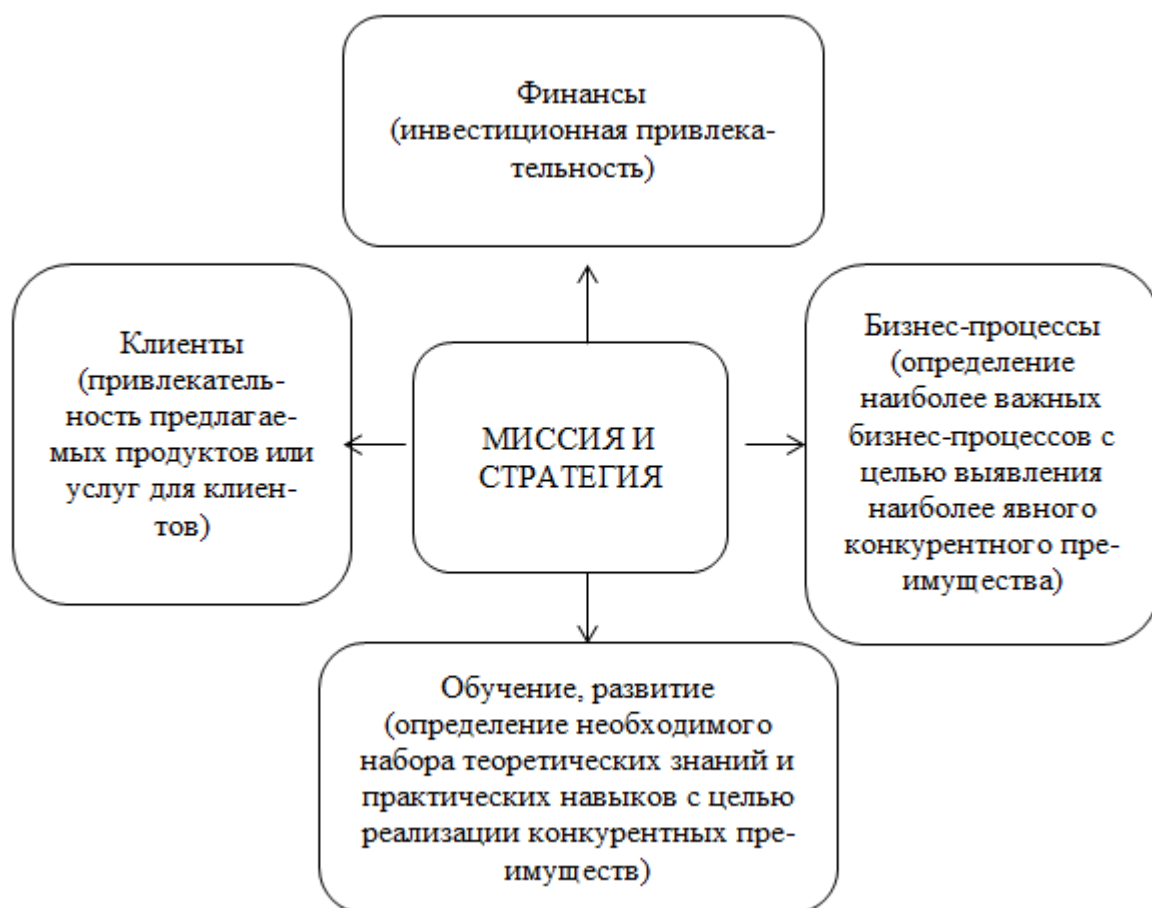 Финансы
(инвестиционная привлека-
тельность)
Клиенты
(привлекатель-
ность предлагае-
мых продуктов или
услуг для клиен-
тов)
МИССИЯ И
СТРАТЕГИЯ
Бизнес-процессы
(определение
наиболее важных
бизнес-процессов с
целью выявления
наиболее явного
конкурентного пре-
имущества)
Обучение, развитие
(определение необходимого
набора теоретических знаний и
практических навыков с целью
реализации конкурентных пре-
имуществ)